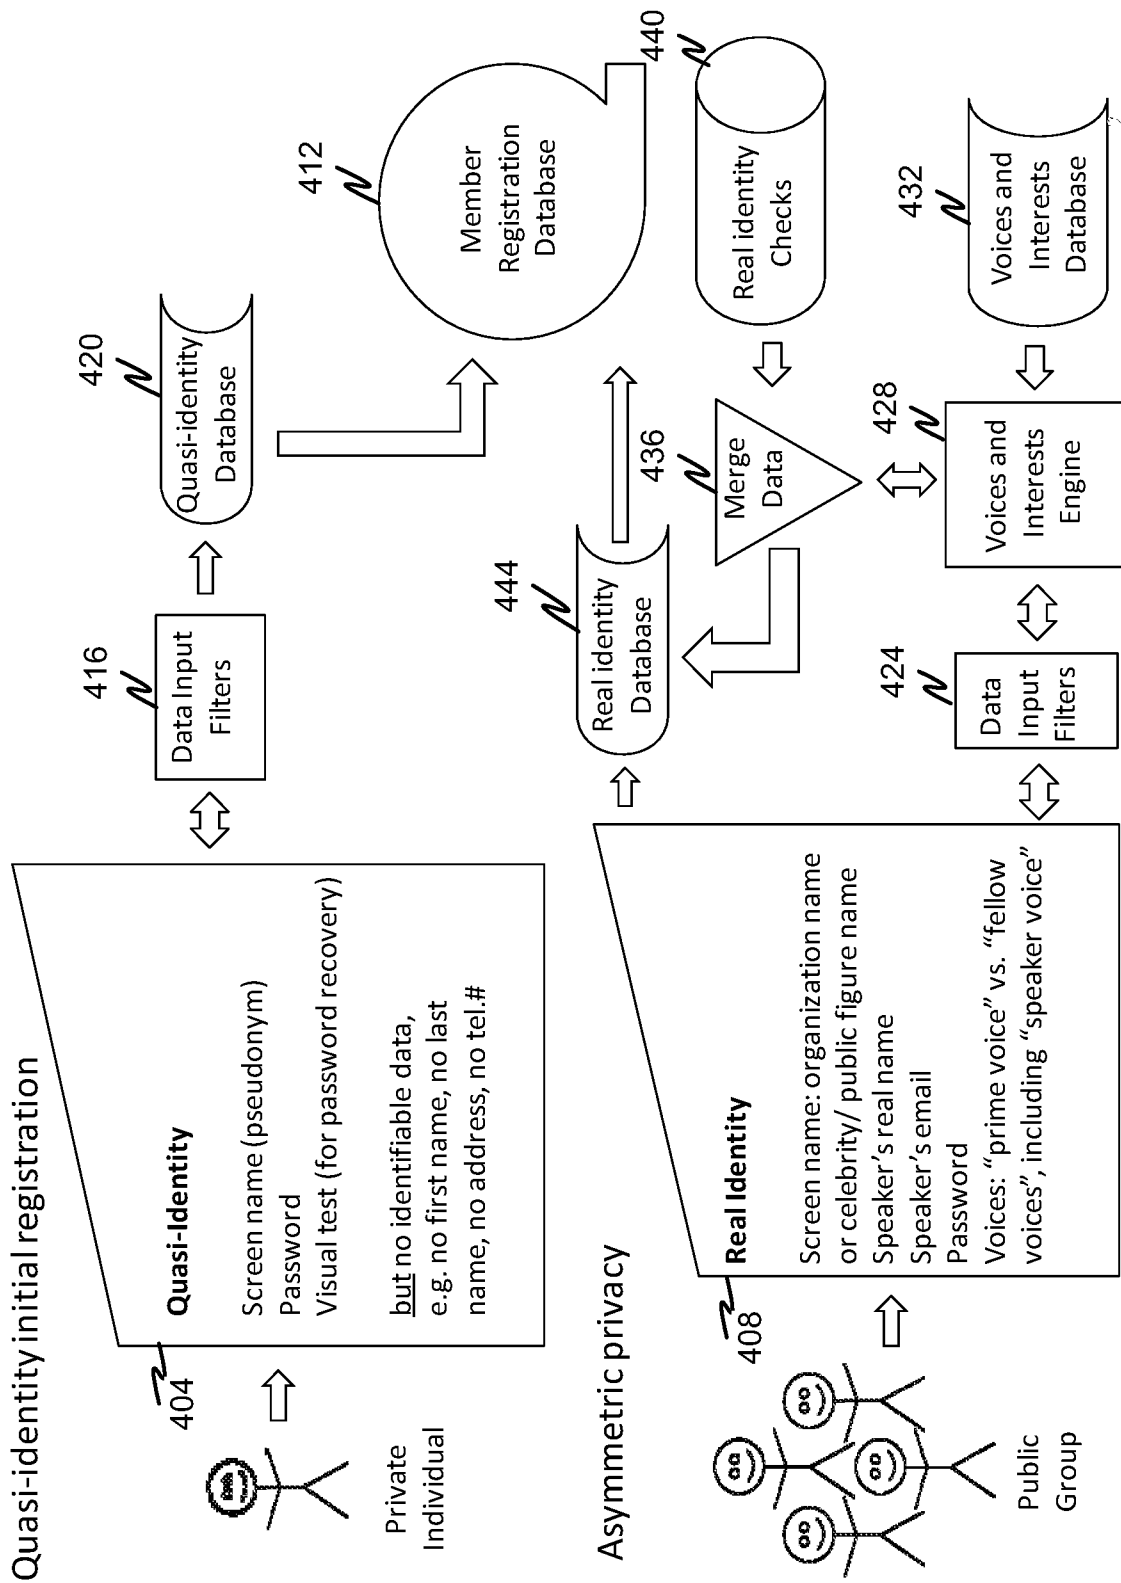 Quasi-identity initial registration
404
Quasi-Identity
Screen name (pseudonym)
Password
Visual test (for password recovery)
but no identifiable data,
e.g. no first name, no last
name, no address, no tel.#
Private
Individual
416
Data Input
Filters
420
Quasi-identity
Database
412
Member
Registration
Database
Asymmetric privacy
408
Real Identity
Screen name: organization name
or celebrity/ public figure name
Speaker’s real name
Speaker’s email
Password
Voices: “prime voice” vs. “fellow
voices”, including “speaker voice”
Public
Group
444
Real identity
Database
436
Merge
Data
440
Real identity
Checks
424
Data
Input
Filters
428
Voices and
Interests
Engine
432
Voices and
Interests
Database